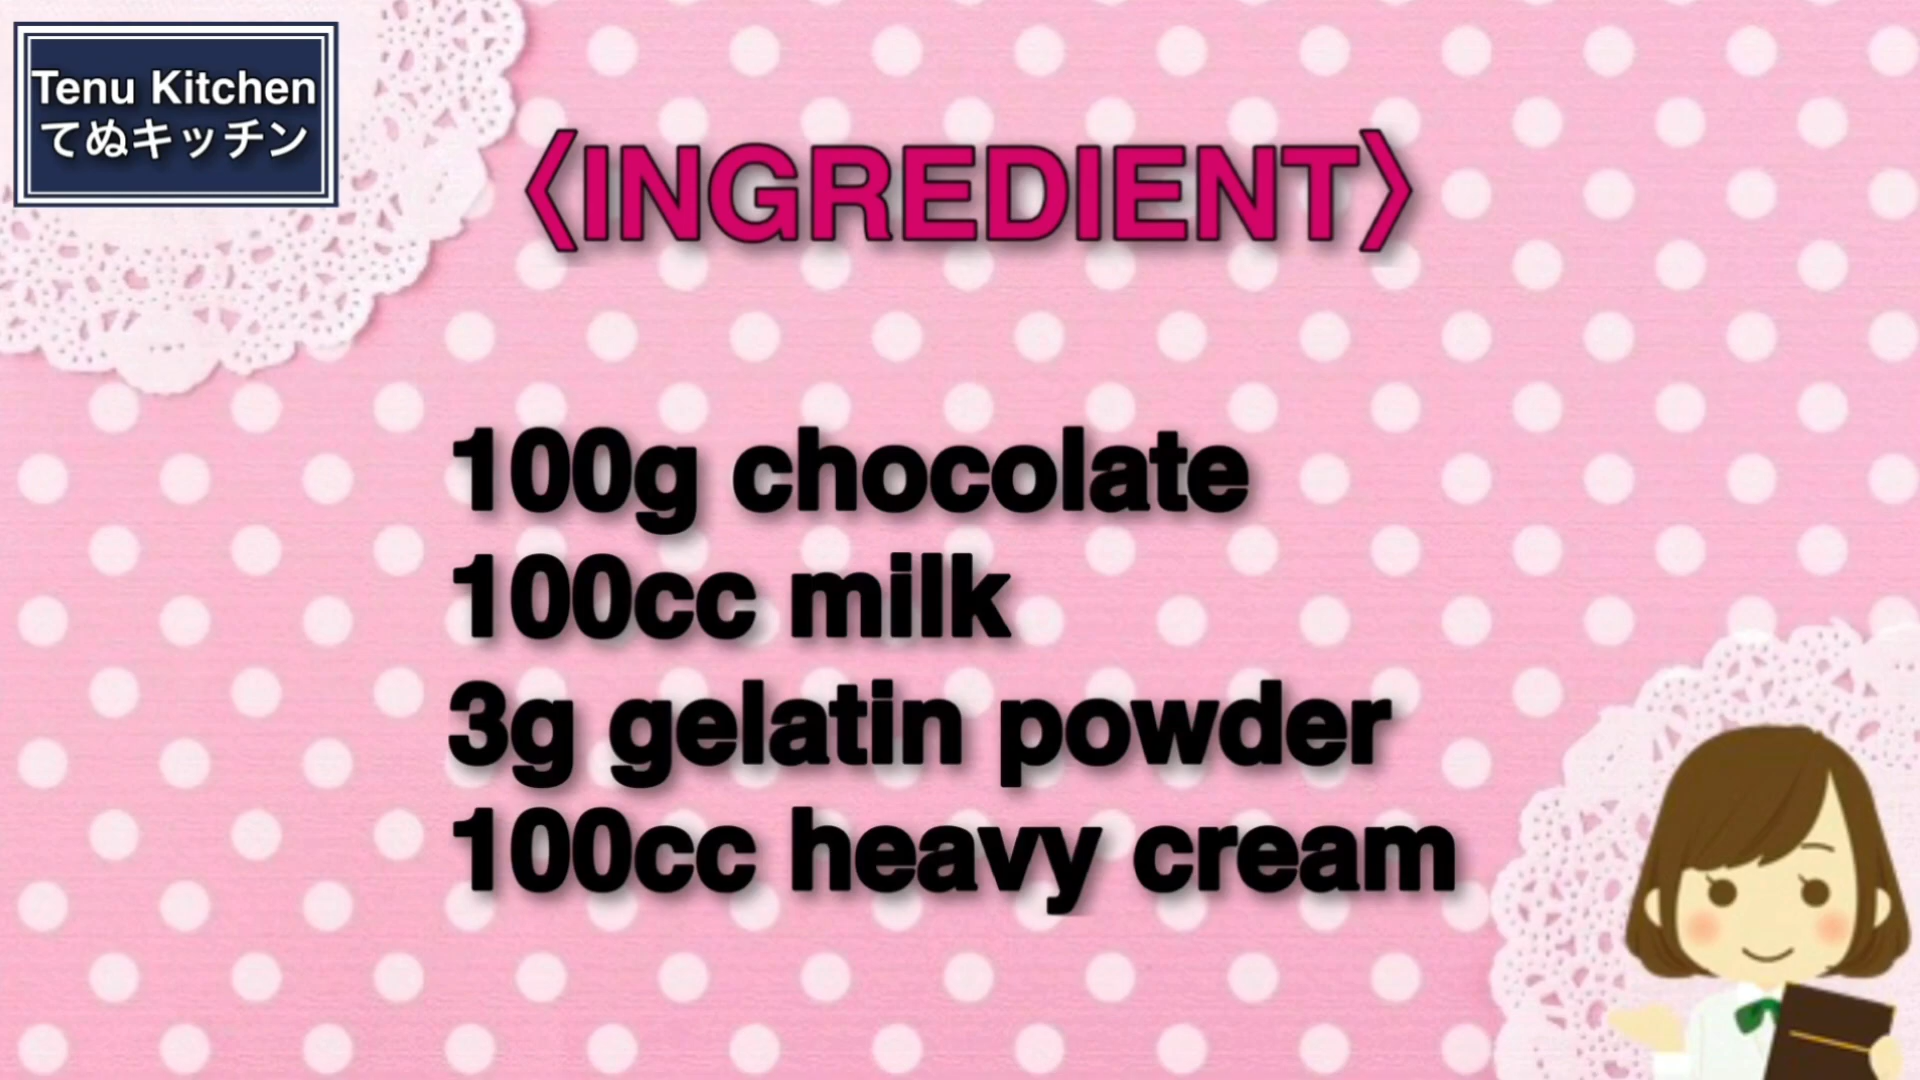 Tenu Kitchen
てぬキッチン
〈INGREDIENT〉
100g chocolate
100cc milk
3g gelatin powder
100cc heavy cream